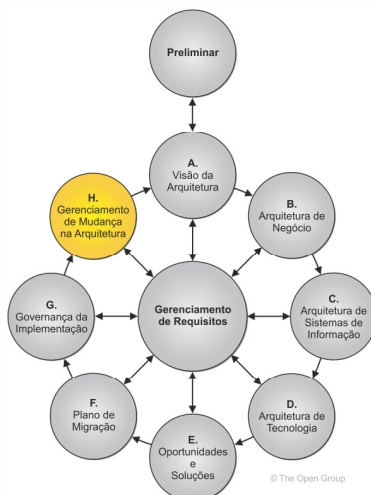 Preliminar
A.
Visão da
Arquitetura
H.
Gerenciamento
de Mudança
na Arquitetura
B.
Arquitetura de
Negócio
G.
Governança da
Implementação
Gerenciamento
de Requisitos
C.
Arquitetura de
Sistemas de
Informação
F.
Plano de
Migração
D.
Arquitetura de
Tecnologia
E.
Oportunidades
e
Soluções
© The Open Group